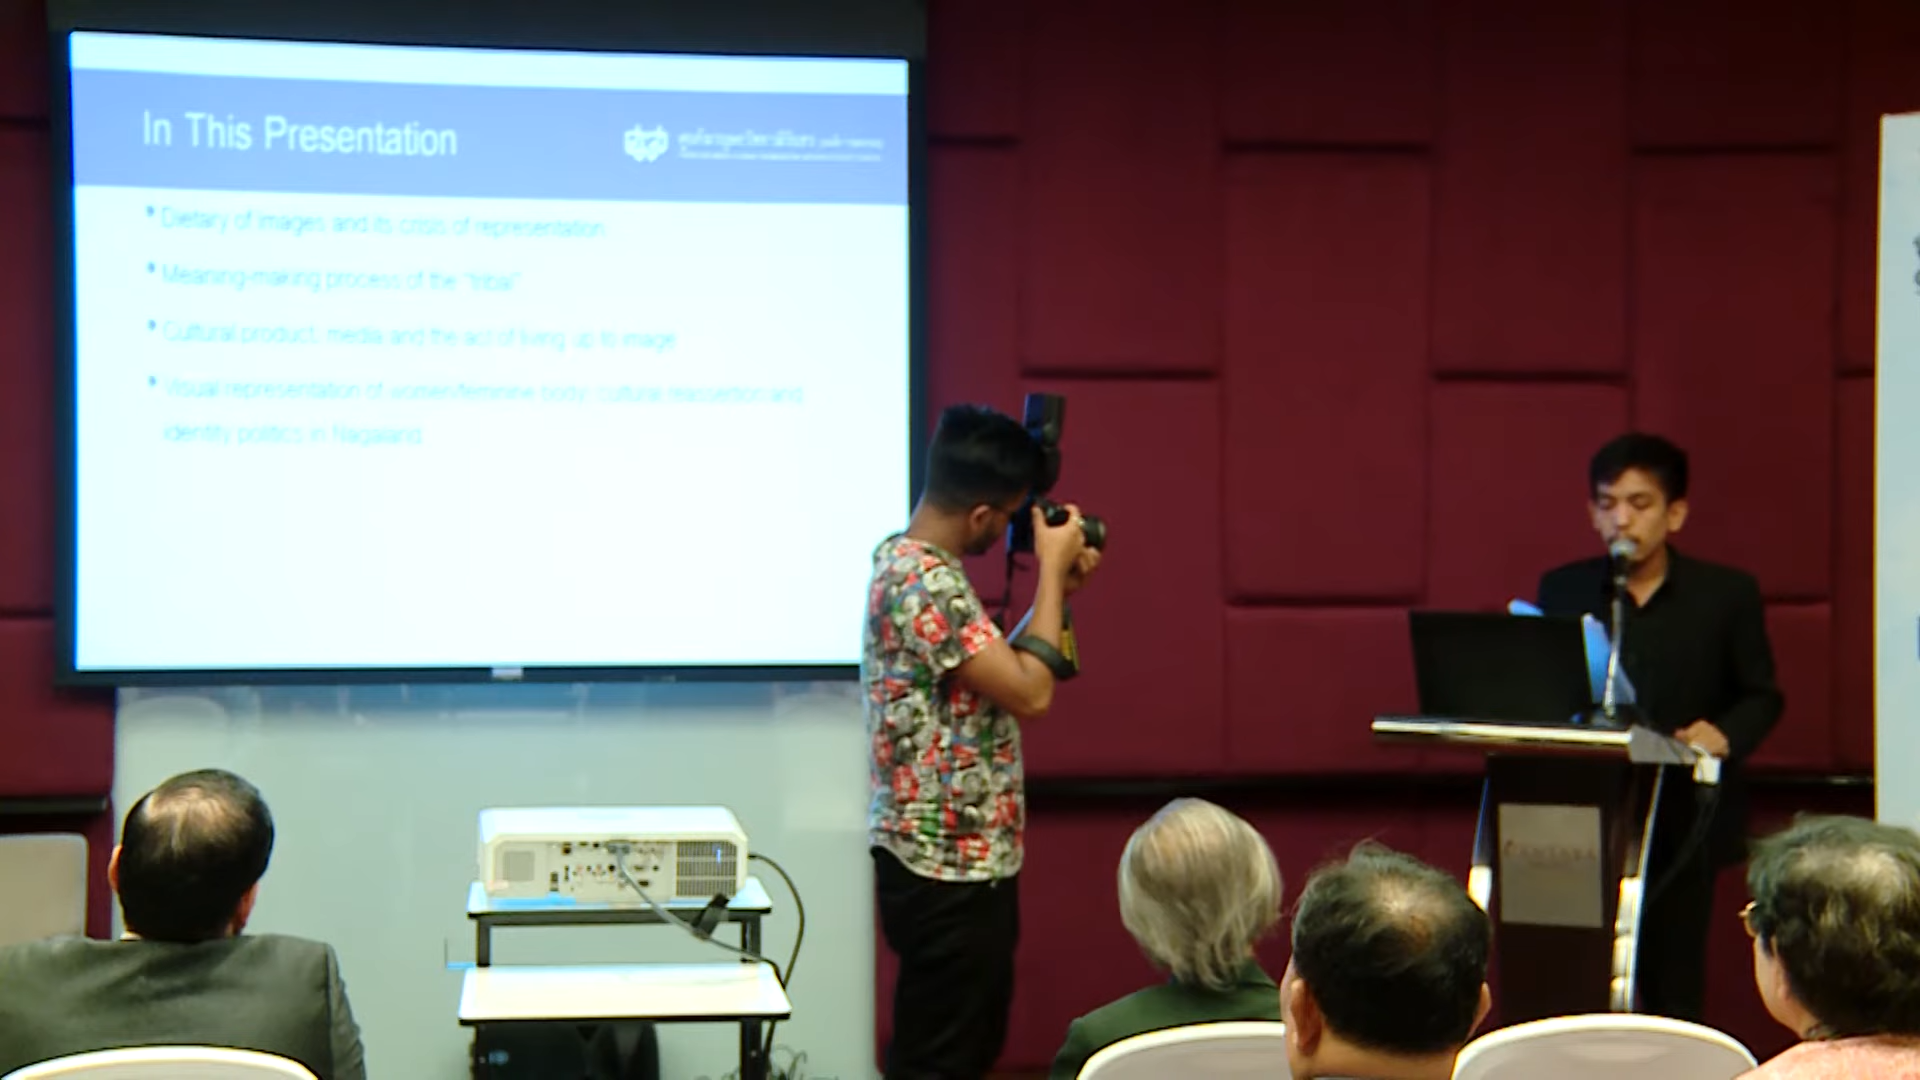 In This Presentation
• Dietary of images and its crisis of representation
• Meaning-making process of the "tribal"
• Cultural product: media and the act of living up to image
• Visual representation of women/feminine body: cultural reassertion and
identity politics in Nagaland